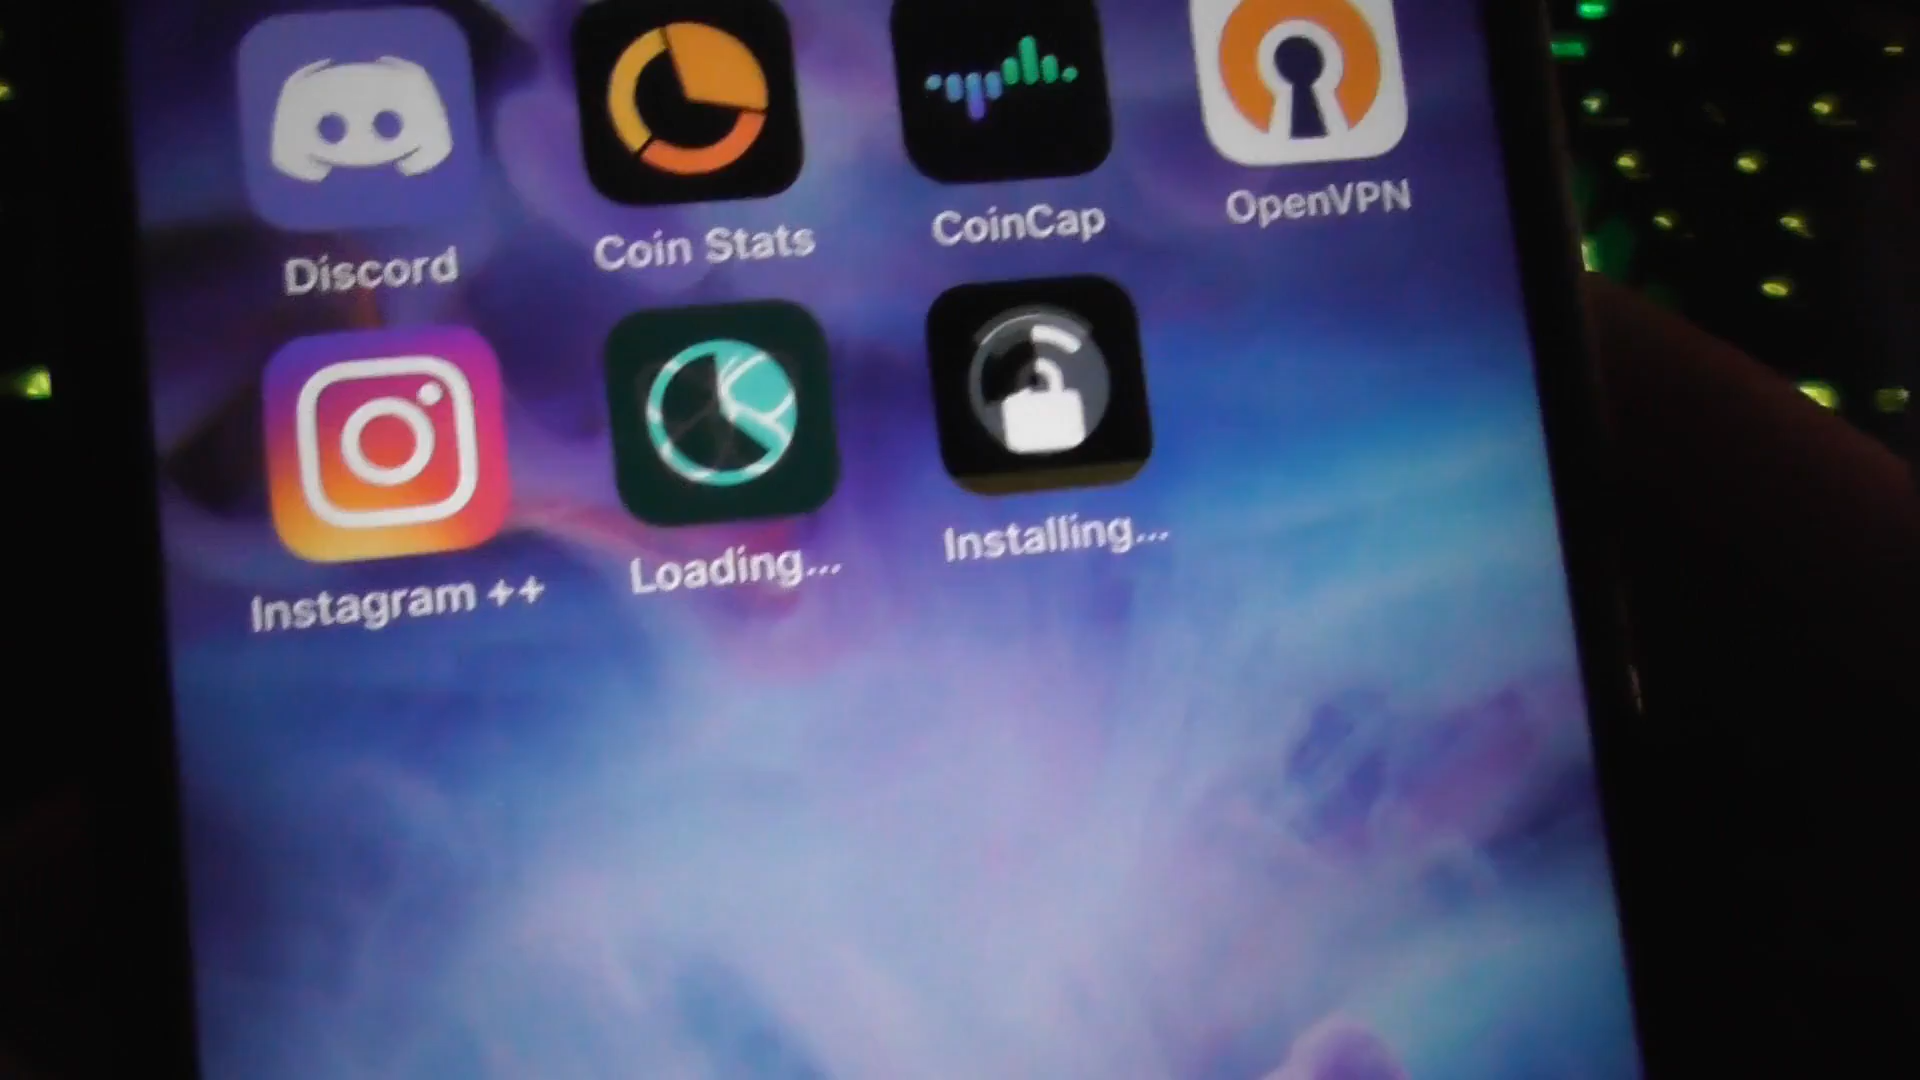 Discord
Coin Stats
CoinCap
OpenVPN
Instagram ++
Loading...
Installing...